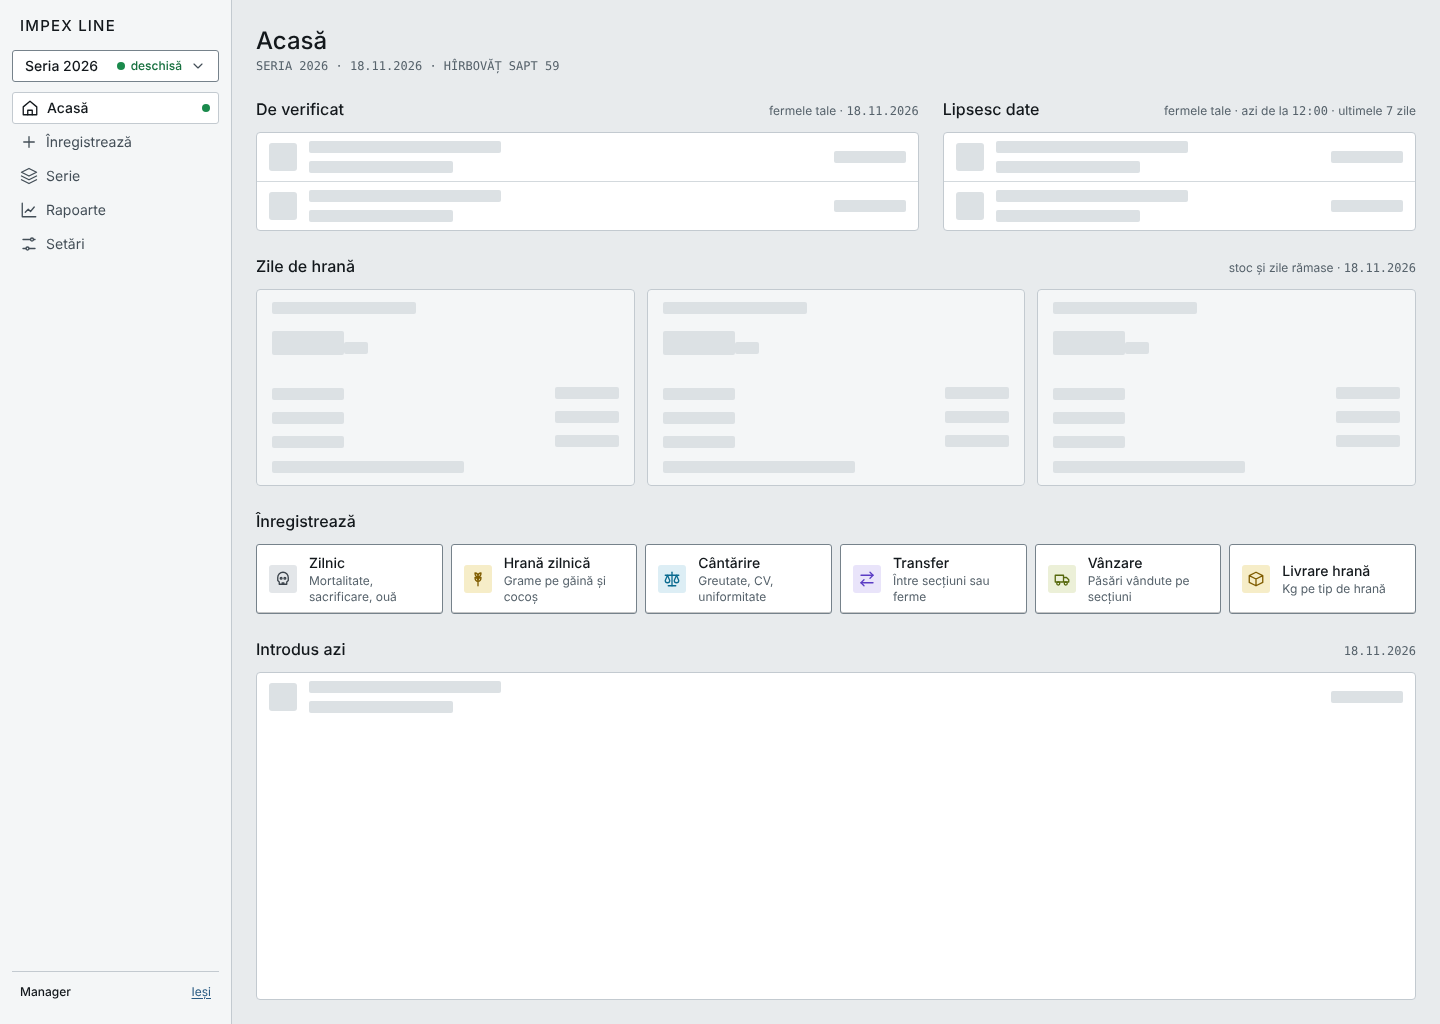 IMPEX LINE
Seria 2026
deschisă
Acasă
Înregistrează
Serie
Rapoarte
Setări
Manager
Ieși
Acasă
SERIA 2026 · 18.11.2026 · HÎRBOVĂȚ SAPT 59
De verificat
fermele tale · 18.11.2026
Lipsesc date
fermele tale · azi de la 12:00 · ultimele 7 zile
Zile de hrană
stoc și zile rămase · 18.11.2026
Înregistrează
Zilnic
Mortalitate,
sacrificare, ouă
Hrană zilnică
Grame pe găină și
cocoș
Cântărire
Greutate, CV,
uniformitate
Transfer
Între secțiuni sau
ferme
Vânzare
Păsări vândute pe
secțiuni
Livrare hrană
Kg pe tip de hrană
Introdus azi
18.11.2026